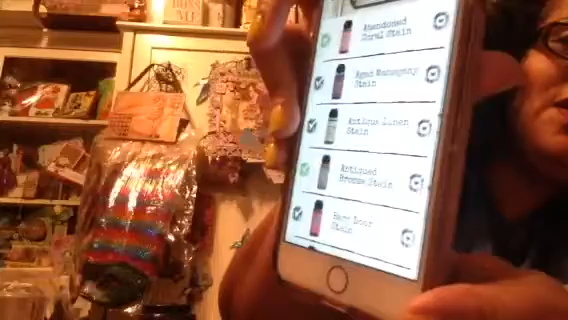 Abandoned
Coral Stain
Aged Mahogany
Stain
Antique Linen
Stain
Antiqued
Bronze Stain
Barn Door
Stain